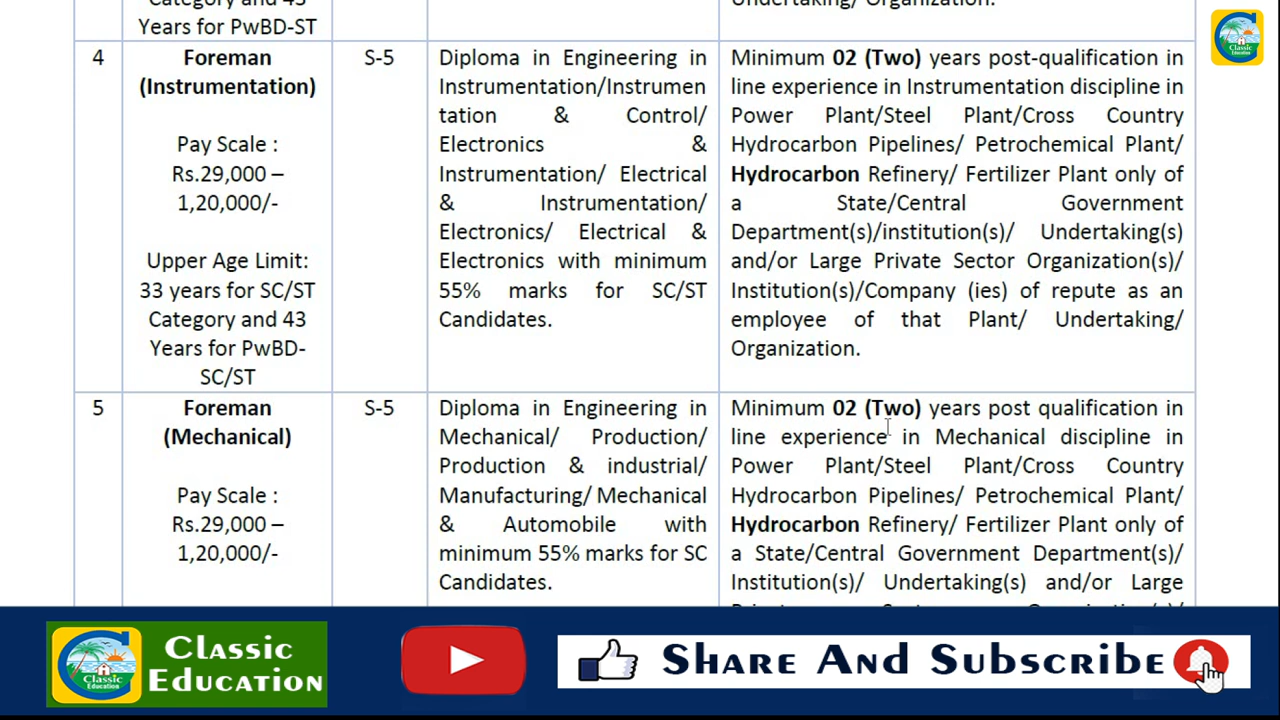 Category and 43
Years for PwBD-ST
Undertaking/ Organization.
4
Foreman
(Instrumentation)
Pay Scale :
Rs.29,000 –
1,20,000/-
Upper Age Limit:
33 years for SC/ST
Category and 43
Years for PwBD-
SC/ST
S-5
Diploma in Engineering in
Instrumentation/Instrumen
tation & Control/
Electronics &
Instrumentation/ Electrical
& Instrumentation/
Electronics/ Electrical &
Electronics with minimum
55% marks for SC/ST
Candidates.
Minimum 02 (Two) years post-qualification in
line experience in Instrumentation discipline in
Power Plant/Steel Plant/Cross Country
Hydrocarbon Pipelines/ Petrochemical Plant/
Hydrocarbon Refinery/ Fertilizer Plant only of
a State/Central Government
Department(s)/institution(s)/ Undertaking(s)
and/or Large Private Sector Organization(s)/
Institution(s)/Company (ies) of repute as an
employee of that Plant/ Undertaking/
Organization.
5
Foreman
(Mechanical)
Pay Scale :
Rs.29,000 –
1,20,000/-
S-5
Diploma in Engineering in
Mechanical/ Production/
Production & industrial/
Manufacturing/ Mechanical
& Automobile with
minimum 55% marks for SC
Candidates.
Minimum 02 (Two) years post qualification in
line experience in Mechanical discipline in
Power Plant/Steel Plant/Cross Country
Hydrocarbon Pipelines/ Petrochemical Plant/
Hydrocarbon Refinery/ Fertilizer Plant only of
a State/Central Government Department(s)/
Institution(s)/ Undertaking(s) and/or Large
Classic
Education
Classic
Education
Classic
Education
Share And Subscribe